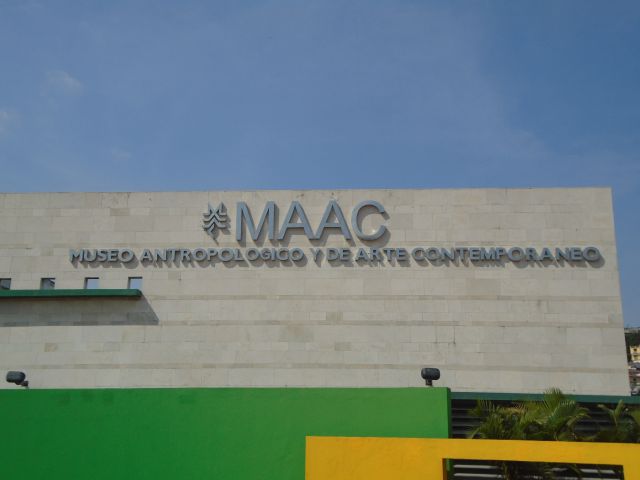 MAAC
MUSEO ANTROPOLOGICO Y DE ARTE CONTEMPORANEO